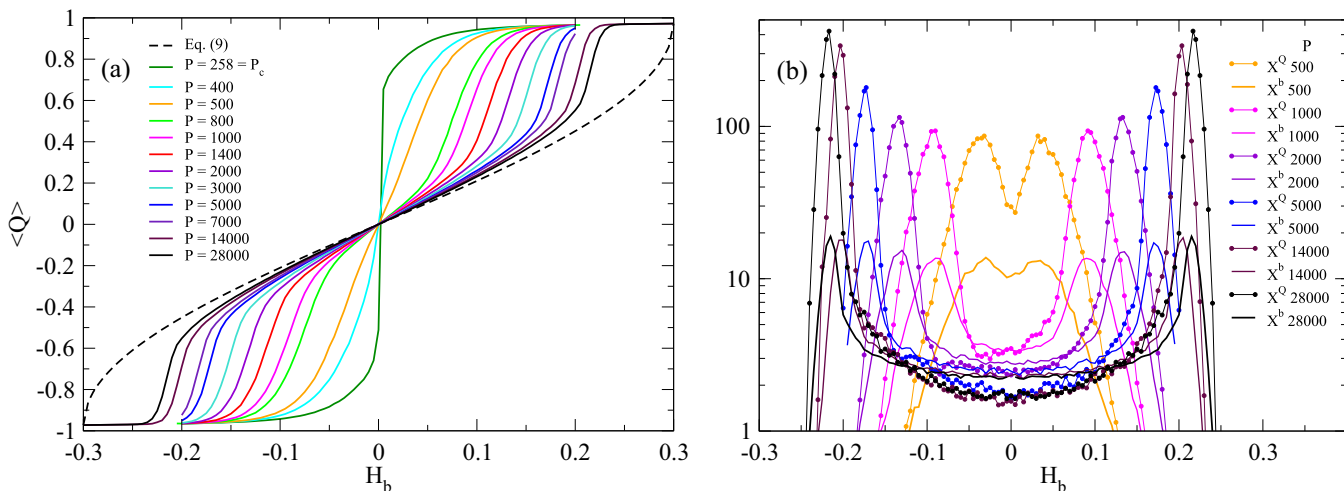 (a)
Eq. (9)
P = 258 = P_c
P = 400
P = 500
P = 800
P = 1000
P = 1400
P = 2000
P = 3000
P = 5000
P = 7000
P = 14000
P = 28000
<Q>
1
0.8
0.6
0.4
0.2
0
-0.2
-0.4
-0.6
-0.8
-1
-0.3 -0.2 -0.1 0 0.1 0.2 0.3
H_b
(b)
P
X^Q 500
X^b 500
X^Q 1000
X^b 1000
X^Q 2000
X^b 2000
X^Q 5000
X^b 5000
X^Q 14000
X^b 14000
X^Q 28000
X^b 28000
100
10
1
-0.3 -0.2 -0.1 0 0.1 0.2 0.3
H_b